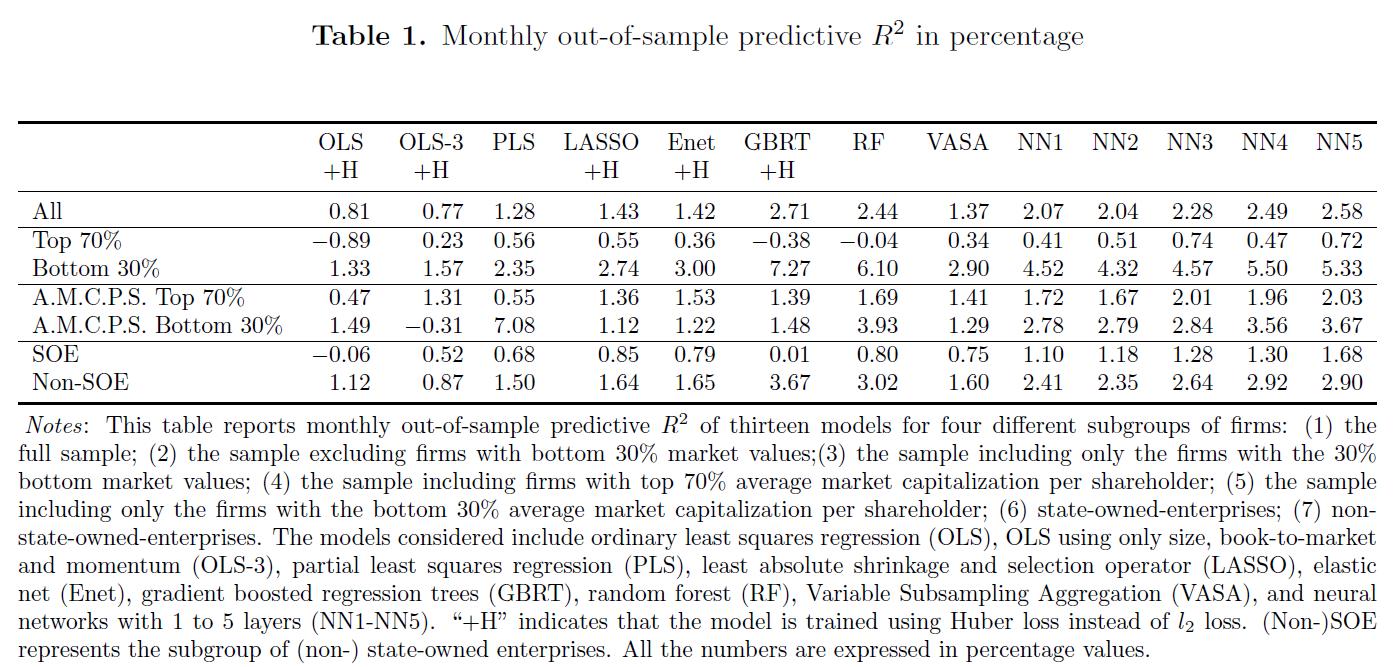 Table 1. Monthly out-of-sample predictive R² in percentage
OLS OLS-3 PLS LASSO Enet GBRT RF VASA NN1 NN2 NN3 NN4 NN5
+H +H +H +H +H
All 0.81 0.77 1.28 1.43 1.42 2.71 2.44 1.37 2.07 2.04 2.28 2.49 2.58
Top 70% −0.89 0.23 0.56 0.55 0.36 −0.38 −0.04 0.34 0.41 0.51 0.74 0.47 0.72
Bottom 30% 1.33 1.57 2.35 2.74 3.00 7.27 6.10 2.90 4.52 4.32 4.57 5.50 5.33
A.M.C.P.S. Top 70% 0.47 1.31 0.55 1.36 1.53 1.39 1.69 1.41 1.72 1.67 2.01 1.96 2.03
A.M.C.P.S. Bottom 30% 1.49 −0.31 7.08 1.12 1.22 1.48 3.93 1.29 2.78 2.79 2.84 3.56 3.67
SOE −0.06 0.52 0.68 0.85 0.79 0.01 0.80 0.75 1.10 1.18 1.28 1.30 1.68
Non-SOE 1.12 0.87 1.50 1.64 1.65 3.67 3.02 1.60 2.41 2.35 2.64 2.92 2.90
Notes: This table reports monthly out-of-sample predictive R² of thirteen models for four different subgroups of firms: (1) the
full sample; (2) the sample excluding firms with bottom 30% market values;(3) the sample including only the firms with the 30%
bottom market values; (4) the sample including firms with top 70% average market capitalization per shareholder; (5) the sample
including only the firms with the bottom 30% average market capitalization per shareholder; (6) state-owned-enterprises; (7) non-
state-owned-enterprises. The models considered include ordinary least squares regression (OLS), OLS using only size, book-to-market
and momentum (OLS-3), partial least squares regression (PLS), least absolute shrinkage and selection operator (LASSO), elastic
net (Enet), gradient boosted regression trees (GBRT), random forest (RF), Variable Subsampling Aggregation (VASA), and neural
networks with 1 to 5 layers (NN1-NN5). “+H” indicates that the model is trained using Huber loss instead of l₂ loss. (Non-)SOE
represents the subgroup of (non-) state-owned enterprises. All the numbers are expressed in percentage values.